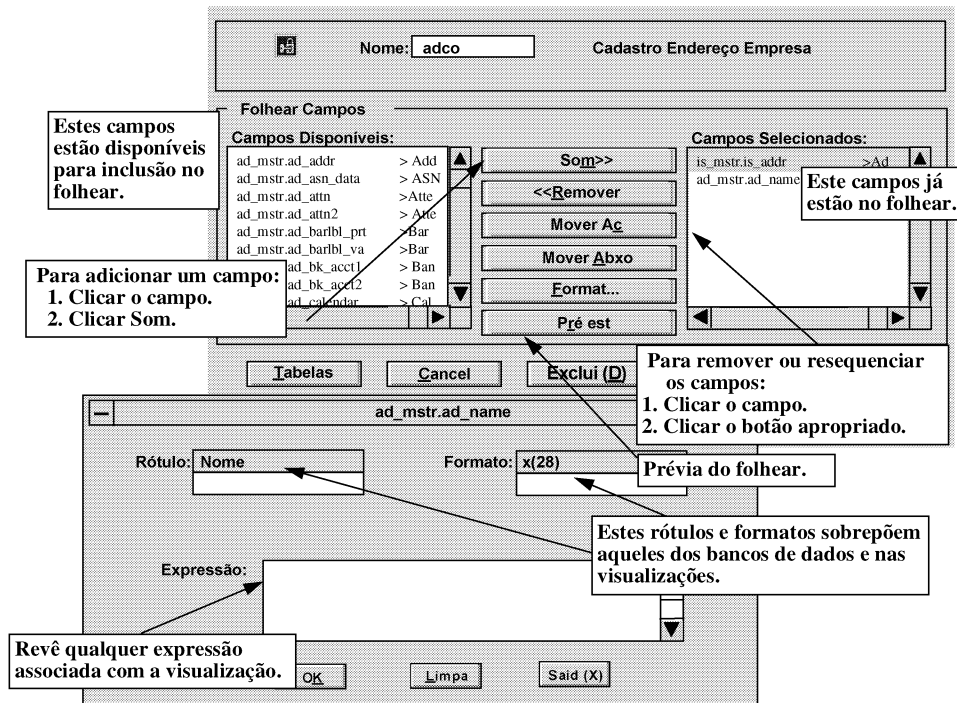 Nome: adco Cadastro Endereço Empresa
Folhear Campos
Estes campos
estão disponíveis
para inclusão no
folhear.
Campos Disponíveis:
ad_mstr.ad_addr > Add
ad_mstr.ad_asn_data > ASN
ad_mstr.ad_attn >Atte
ad_mstr.ad_attn2 > Atte
ad_mstr.ad_barlbl_prt >Bar
ad_mstr.ad_barlbl_va >Bar
ad_bk_acct1 > Ban
ad_bk_acct2 > Ban
ad_calendar > Cal
Som>>
<<Remover
Mover Ac
Mover Abxo
Format...
Pré est
Campos Selecionados:
is_mstr.is_addr >Ad
ad_mstr.ad_name
Este campos já
estão no folhear.
Para adicionar um campo:
1. Clicar o campo.
2. Clicar Som.
Para remover ou resequenciar
os campos:
1. Clicar o campo.
2. Clicar o botão apropriado.
Tabelas Cancel Exclui (D)
ad_mstr.ad_name
Prévia do folhear.
Rótulo: Nome Formato: x(28)
Estes rótulos e formatos sobrepõem
aqueles dos bancos de dados e nas
visualizações.
Expressão:
Revê qualquer expressão
associada com a visualização.
OK Limpa Said (X)